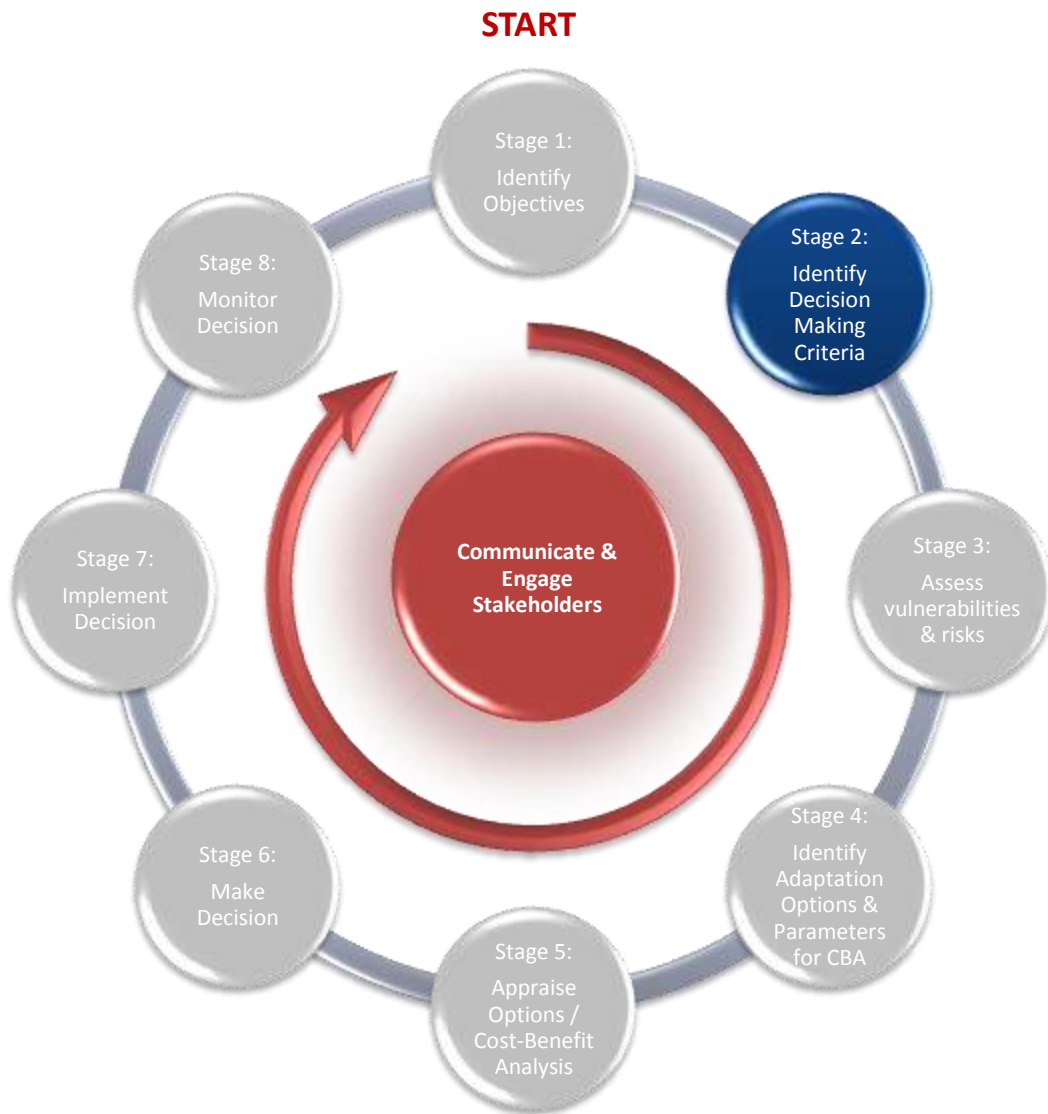 START
Stage 1:
Identify
Objectives
Stage 2:
Identify
Decision
Making
Criteria
Stage 3:
Assess
vulnerabilities
& risks
Stage 4:
Identify
Adaptation
Options &
Parameters
for CBA
Stage 5:
Appraise
Options /
Cost-Benefit
Analysis
Stage 6:
Make
Decision
Stage 7:
Implement
Decision
Stage 8:
Monitor
Decision
Communicate &
Engage
Stakeholders